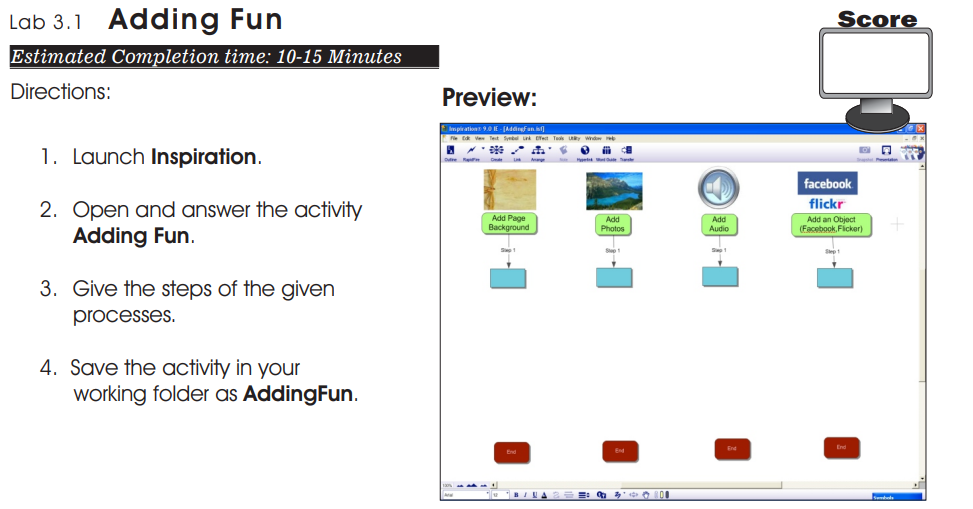 Lab 3.1 Adding Fun
Score
Estimated Completion time: 10-15 Minutes
Directions:
Preview:
1. Launch Inspiration.
2. Open and answer the activity
Adding Fun.
3. Give the steps of the given
processes.
4. Save the activity in your
working folder as AddingFun.
Inspiration® 9.0 IE - [AddingFun.isf]
File Edit View Text Symbol Link Effect Tools Utility Window Help
Outline RapidFire Create Link Arrange Note Hyperlink Word Guide Transfer Snapshot Presentation
facebook
flickr
Add Page
Background
Add
Photos
Add
Audio
Add an Object
(Facebook,Flicker)
Step 1
Step 1
Step 1
Step 1
End
End
End
End
100%
Arial 12 B I U A
Symbols